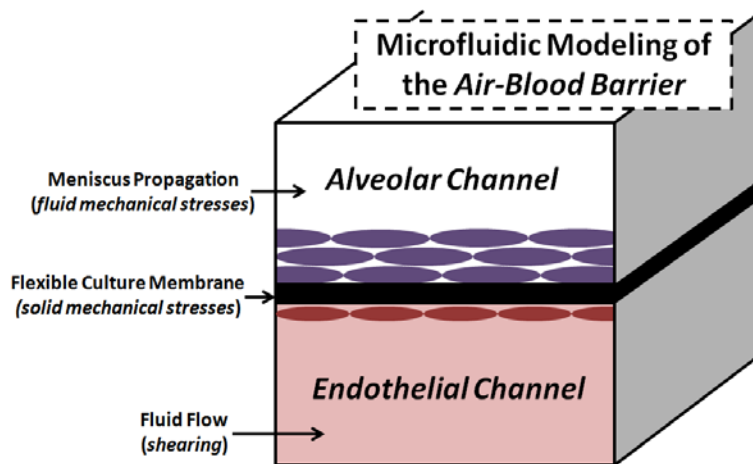 Microfluidic Modeling of
the Air-Blood Barrier
Alveolar Channel
Meniscus Propagation
(fluid mechanical stresses)
Flexible Culture Membrane
(solid mechanical stresses)
Endothelial Channel
Fluid Flow
(shearing)